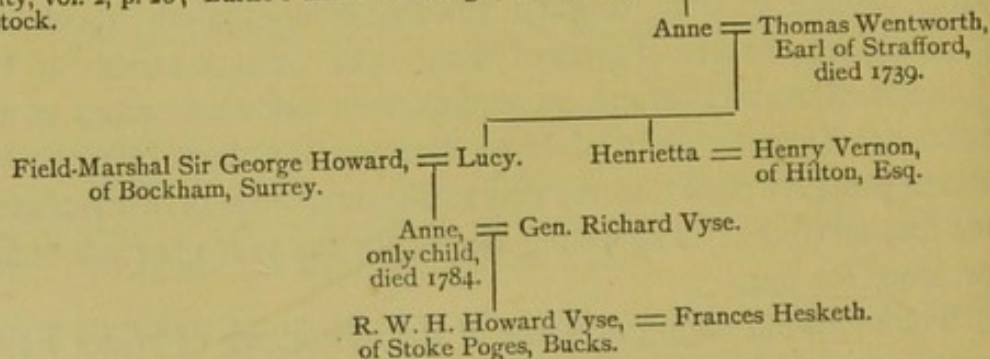 tock.
Anne = Thomas Wentworth,
Earl of Strafford,
died 1739.
Field-Marshal Sir George Howard, = Lucy.
of Bockham, Surrey.
Henrietta = Henry Vernon,
of Hilton, Esq.
Anne, = Gen. Richard Vyse.
only child,
died 1784.
R. W. H. Howard Vyse, = Frances Hesketh.
of Stoke Poges, Bucks.